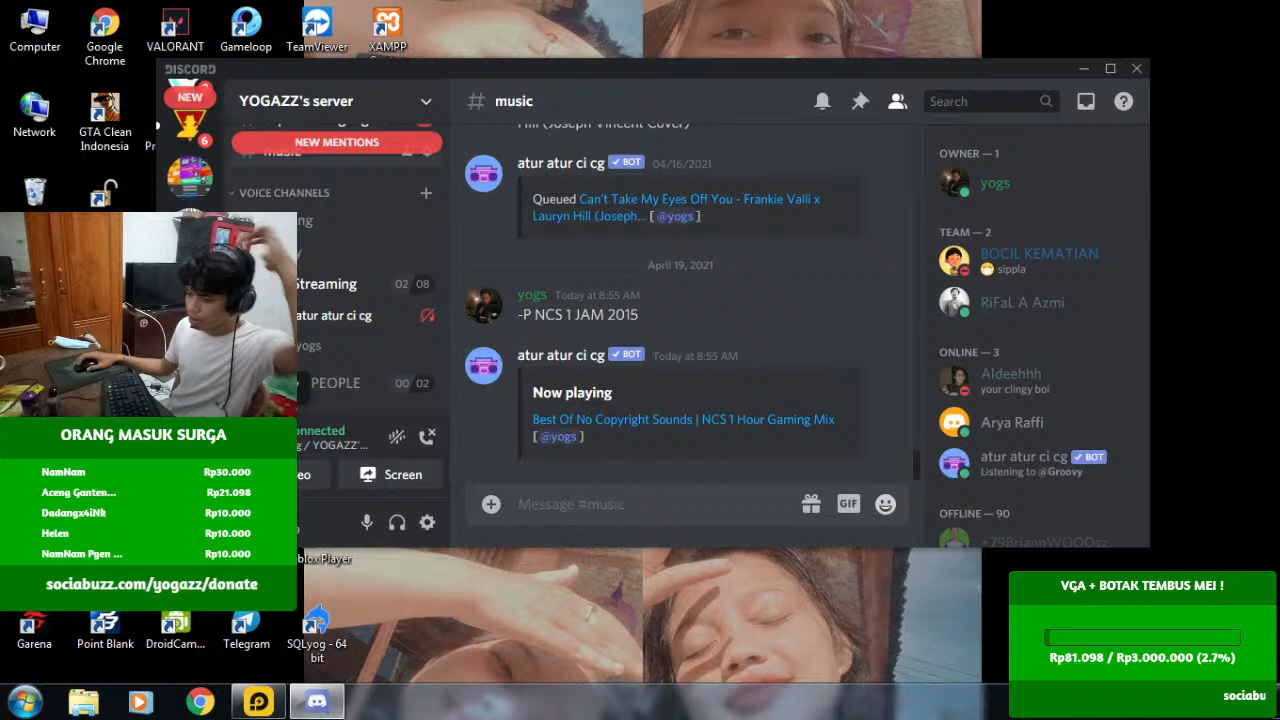 Computer
Google
Chrome
VALORANT
Gameloop
TeamViewer
XAMPP
Network
GTA Clean
Indonesia
DISCORD
NEW
6
YOGAZZ's server
NEW MENTIONS
music
VOICE CHANNELS
Streaming
02 08
atur atur ci cg
yogs
PEOPLE
00 02
/ YOGAZZ'...
Screen
# music
Search
Hill (Joseph Vincent Cover)
atur atur ci cg BOT 04/16/2021
Queued Can't Take My Eyes Off You - Frankie Valli x
Lauryn Hill (Joseph... [ @yogs ]
April 19, 2021
yogs Today at 8:55 AM
-P NCS 1 JAM 2015
atur atur ci cg BOT Today at 8:55 AM
Now playing
Best Of No Copyright Sounds | NCS 1 Hour Gaming Mix
[ @yogs ]
Message #music
GIF
OWNER — 1
yogs
TEAM — 2
BOCIL KEMATIAN
sippla
RiFaL A Azmi
ONLINE — 3
Aldeehhh
your clingy boi
Arya Raffi
atur atur ci cg BOT
Listening to @Groovy
OFFLINE — 90
+79BriannWOODsz
ORANG MASUK SURGA
NamNam Rp30.000
Aceng Ganten... Rp21.098
Dadangx4iNk Rp10.000
Helen Rp10.000
NamNam Pgen ... Rp10.000
sociabuzz.com/yogazz/donate
Garena
Point Blank
DroidCam...
Telegram
SQLyog - 64
bit
VGA + BOTAK TEMBUS MEI !
Rp81.098 / Rp3.000.000 (2.7%)
sociabu